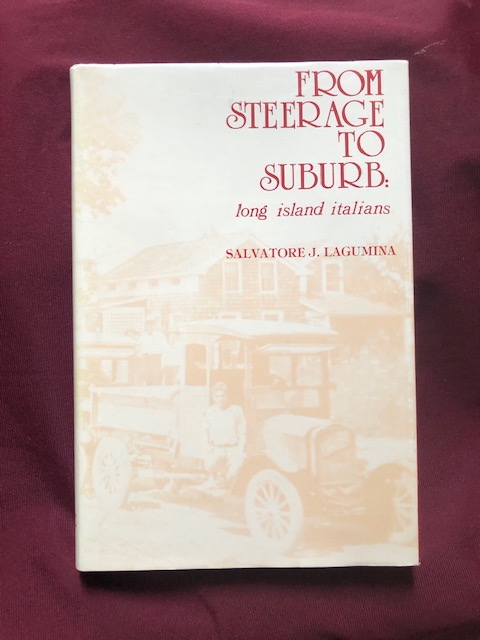 FROM
STEERAGE
TO
SUBURB:
long island italians
SALVATORE J. LAGUMINA